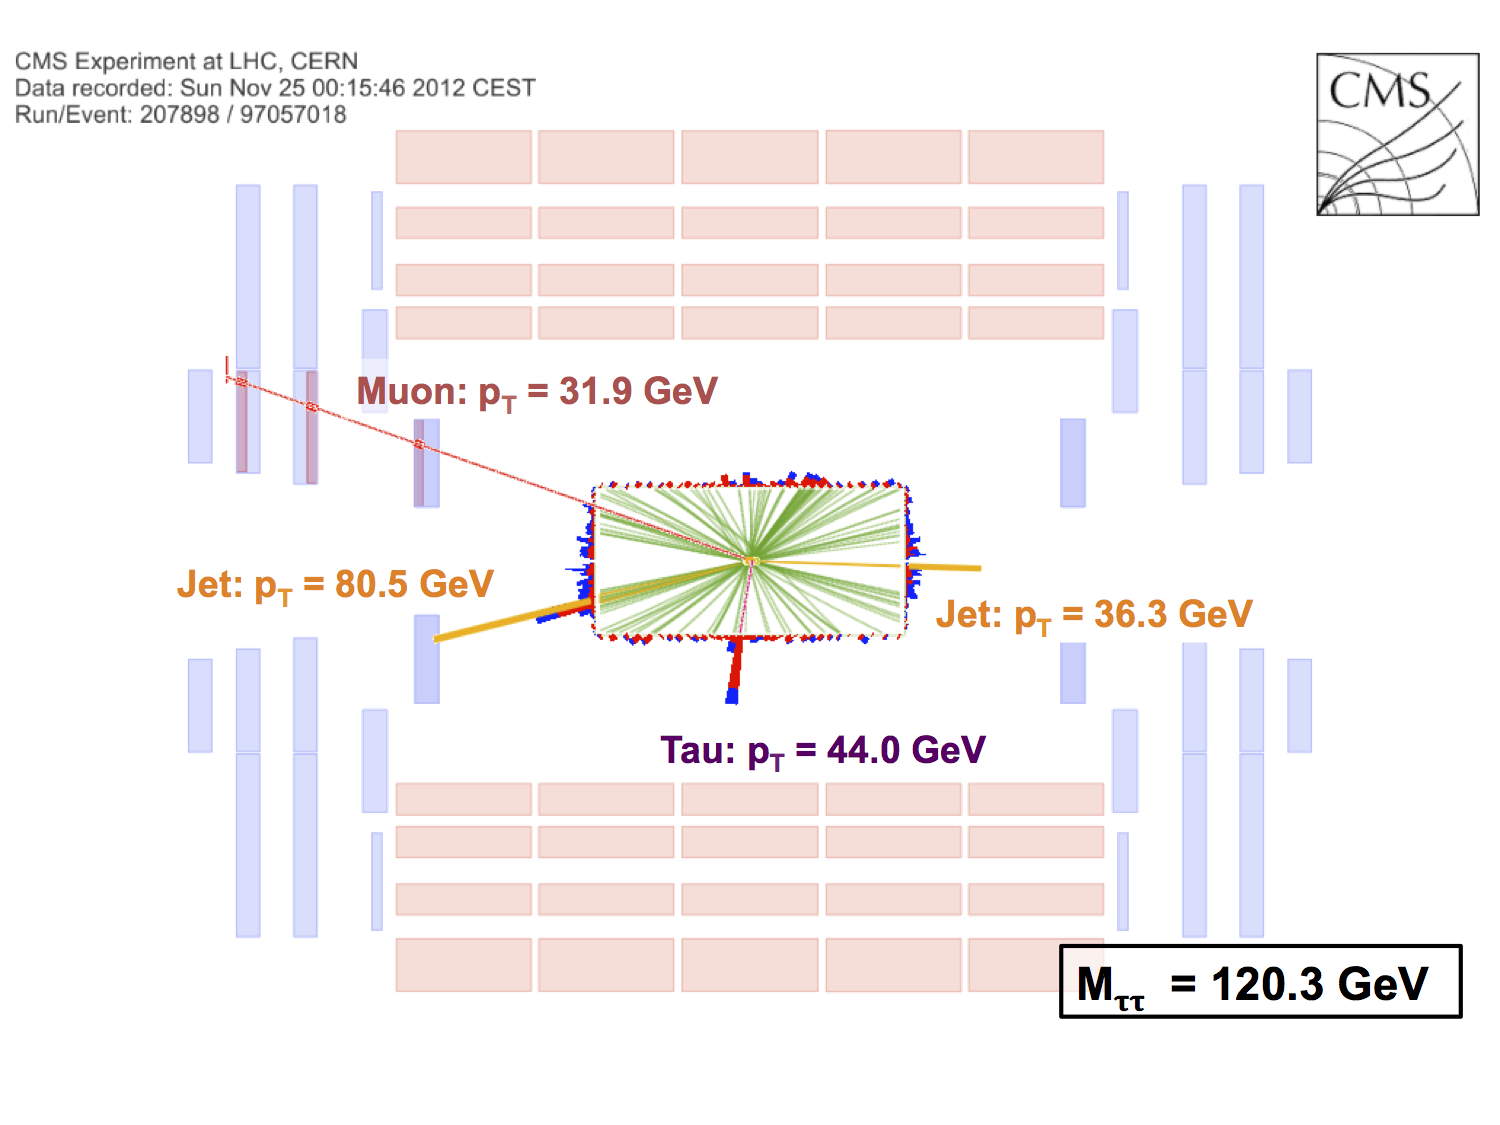 CMS Experiment at LHC, CERN
Data recorded: Sun Nov 25 00:15:46 2012 CEST
Run/Event: 207898 / 97057018
CMS
Muon: pT = 31.9 GeV
Jet: pT = 80.5 GeV
Jet: pT = 36.3 GeV
Tau: pT = 44.0 GeV
Mττ = 120.3 GeV